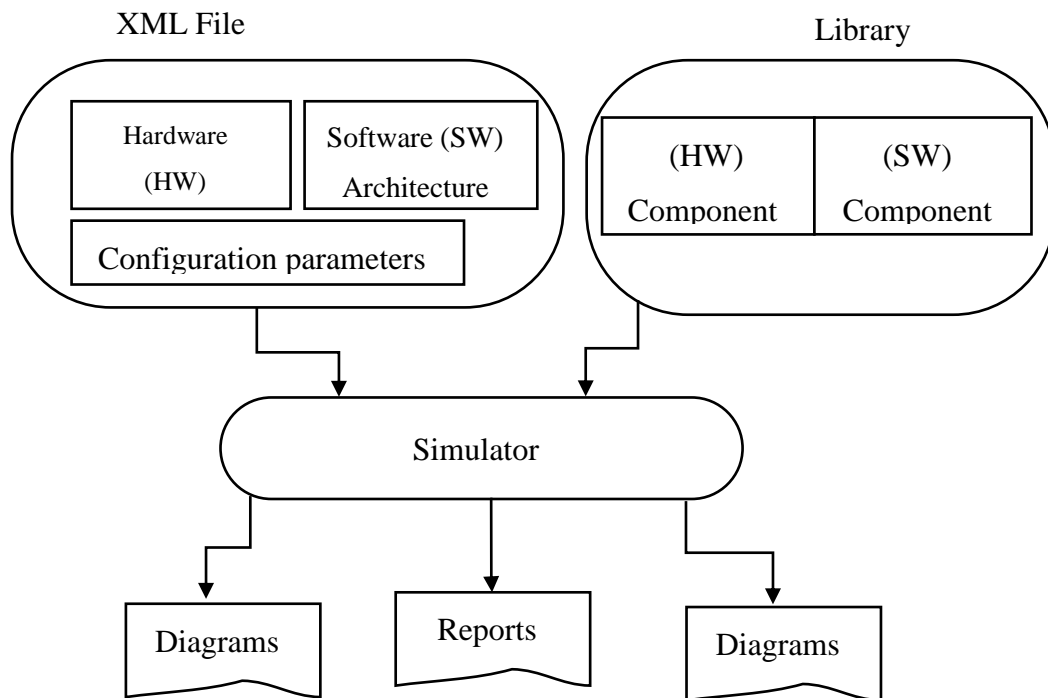 XML File
Library
Hardware
(HW)
Software (SW)
Architecture
Configuration parameters
(HW)
Component
(SW)
Component
Simulator
Diagrams
Reports
Diagrams